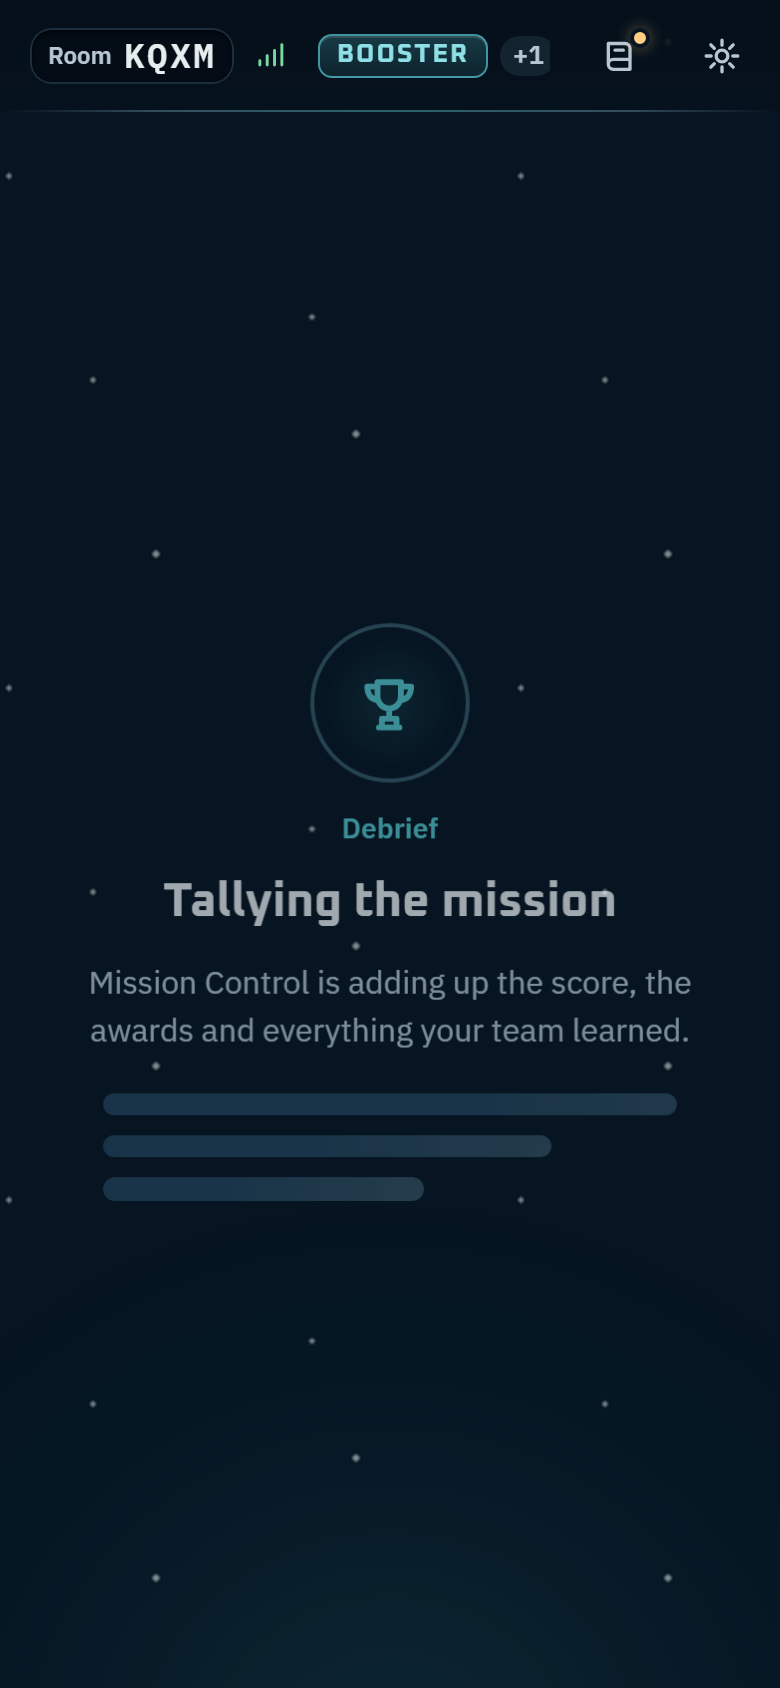 Room KQXM BOOSTER +1
Debrief
Tallying the mission
Mission Control is adding up the score, the
awards and everything your team learned.